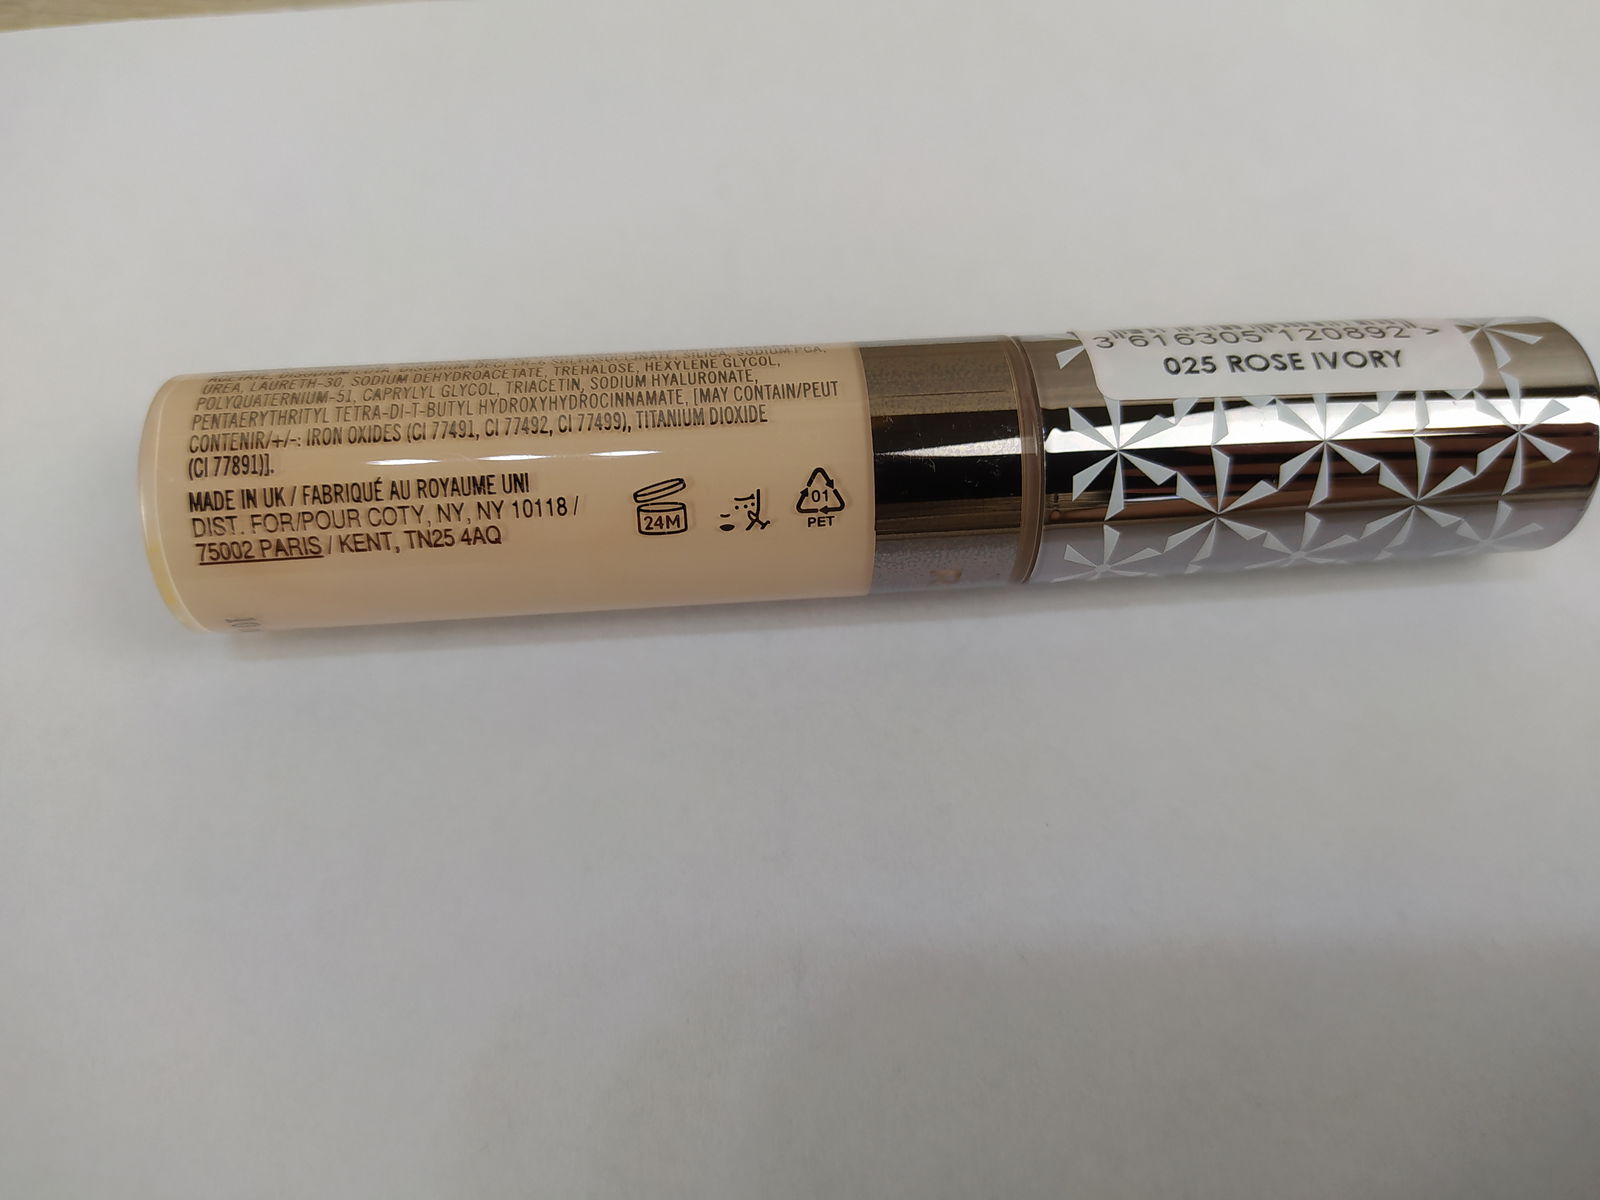 SILICA, SODIUM PCA,
UREA, LAURETH-30, SODIUM DEHYDROACETATE, TREHALOSE, HEXYLENE GLYCOL,
POLYQUATERNIUM-51, CAPRYLYL GLYCOL, TRIACETIN, SODIUM HYALURONATE,
PENTAERYTHRITYL TETRA-DI-T-BUTYL HYDROXYHYDROCINNAMATE, [MAY CONTAIN/PEUT
CONTENIR/+/-: IRON OXIDES (CI 77491, CI 77492, CI 77499), TITANIUM DIOXIDE
(CI 77891)].
MADE IN UK / FABRIQUÉ AU ROYAUME UNI
DIST. FOR/POUR COTY, NY, NY 10118 /
75002 PARIS / KENT, TN25 4AQ
24M
01
PET
3 616305 120892 >
025 ROSE IVORY